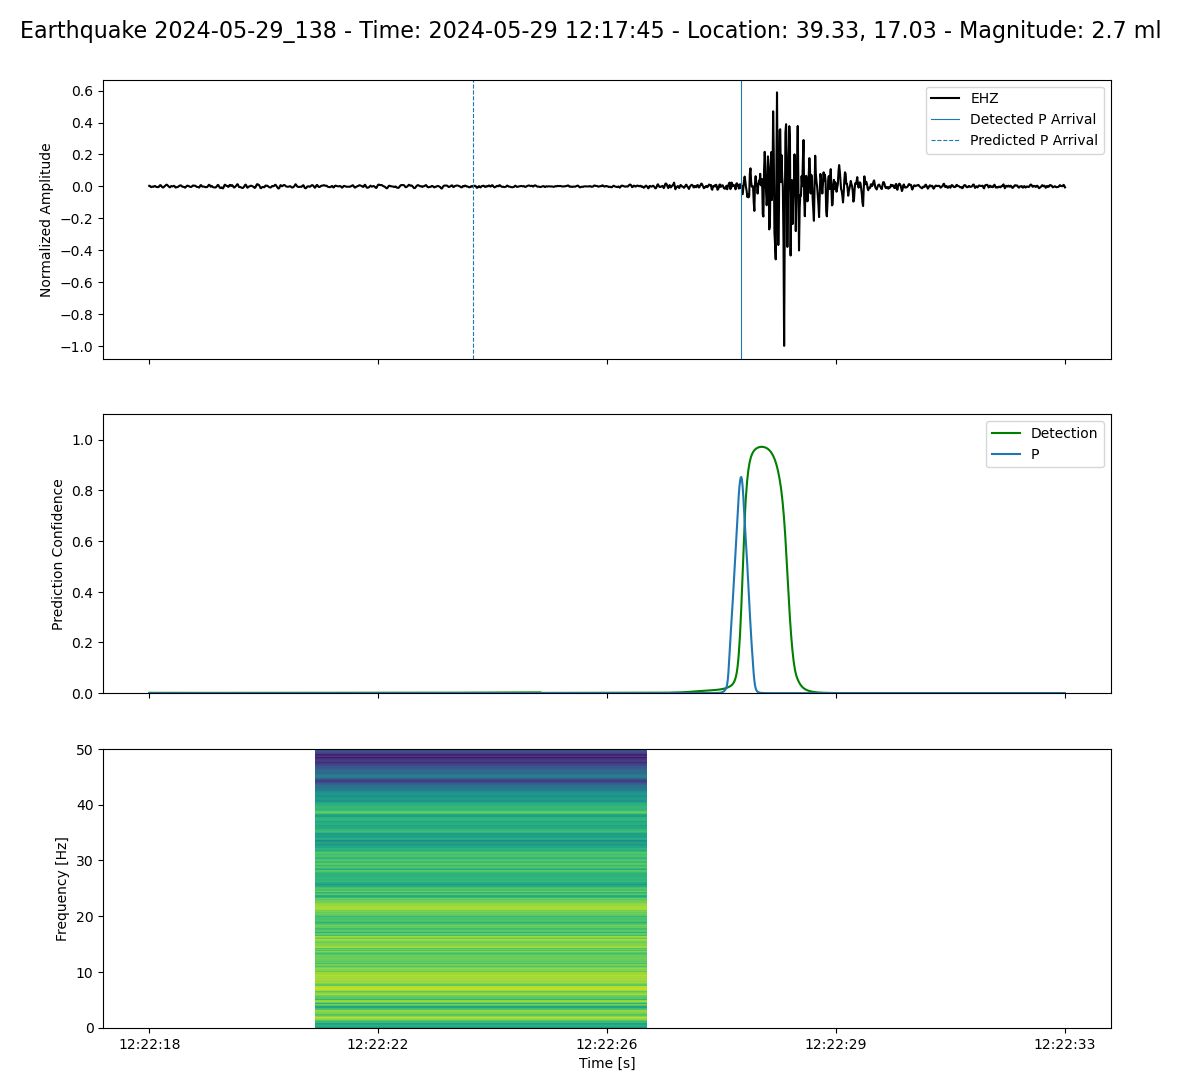 Earthquake 2024-05-29_138 - Time: 2024-05-29 12:17:45 - Location: 39.33, 17.03 - Magnitude: 2.7 ml
0.6
0.4
0.2
0.0
−0.2
−0.4
−0.6
−0.8
−1.0
Normalized Amplitude
EHZ
Detected P Arrival
Predicted P Arrival
1.0
0.8
0.6
0.4
0.2
0.0
Prediction Confidence
Detection
P
50
40
30
20
10
0
Frequency [Hz]
12:22:18
12:22:22
12:22:26
12:22:29
12:22:33
Time [s]